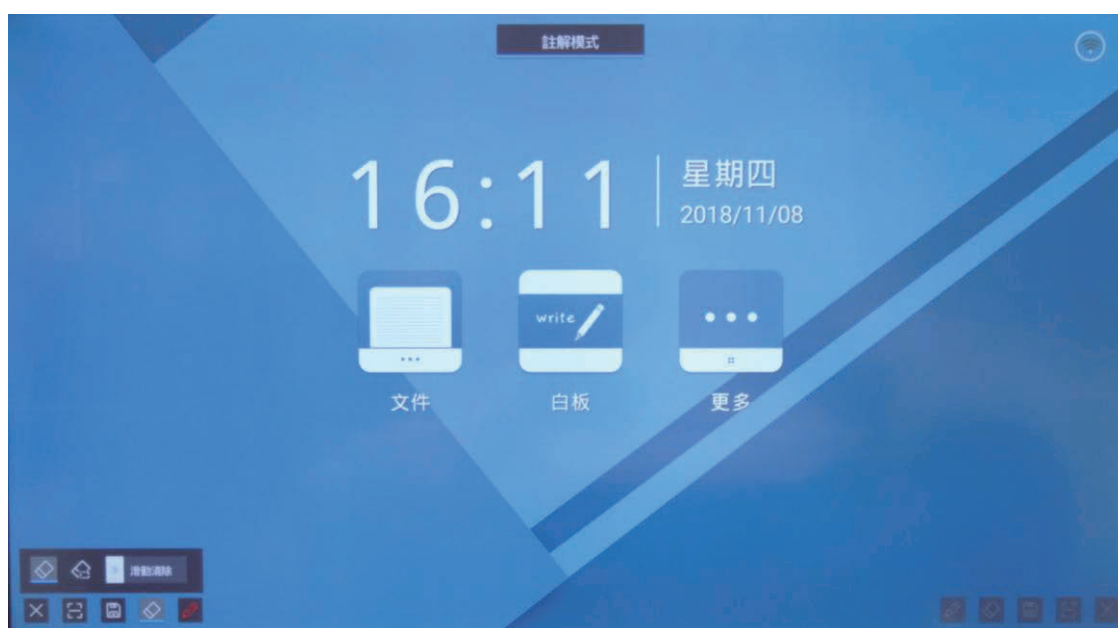 註解模式
16:11
星期四
2018/11/08
write
文件
白板
更多
滑動清除